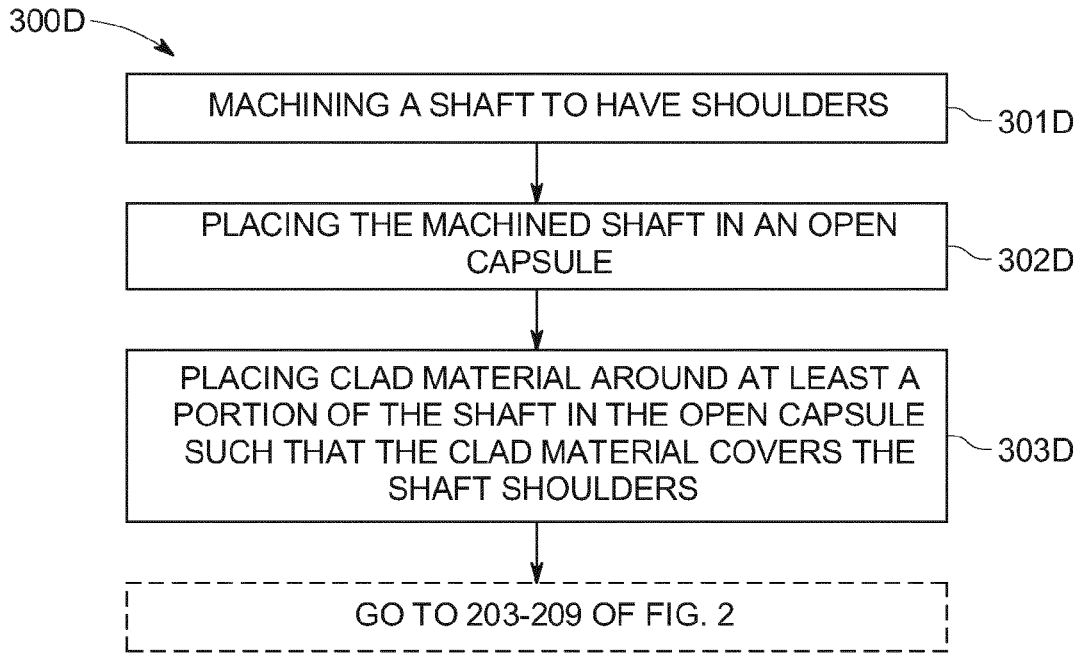 300D
MACHINING A SHAFT TO HAVE SHOULDERS
301D
PLACING THE MACHINED SHAFT IN AN OPEN
CAPSULE
302D
PLACING CLAD MATERIAL AROUND AT LEAST A
PORTION OF THE SHAFT IN THE OPEN CAPSULE
SUCH THAT THE CLAD MATERIAL COVERS THE
SHAFT SHOULDERS
303D
GO TO 203-209 OF FIG. 2